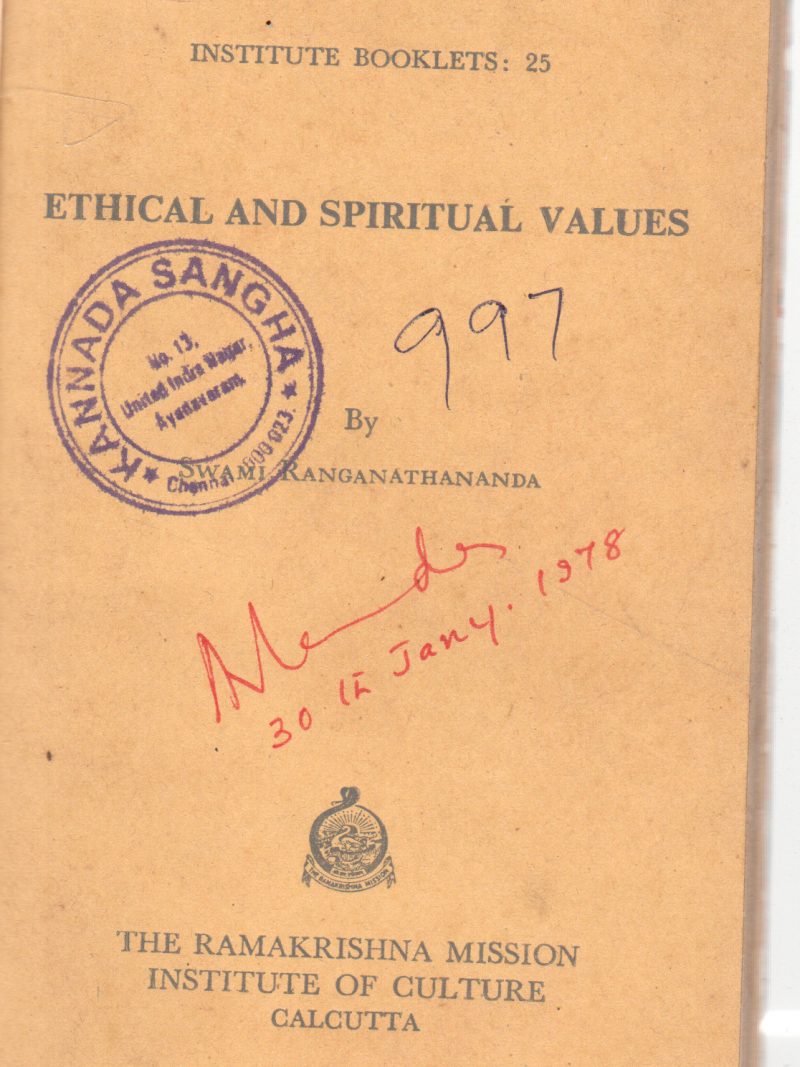 INSTITUTE BOOKLETS: 25
ETHICAL AND SPIRITUAL VALUES
KANNADA SANGHA
No. 13,
United Indra Nagar,
Ayanavaram,
Chennai-600 023.
997
By
SWAMI RANGANATHANANDA
30 th Jany. 1978
THE RAMAKRISHNA MISSION
THE RAMAKRISHNA MISSION
INSTITUTE OF CULTURE
CALCUTTA